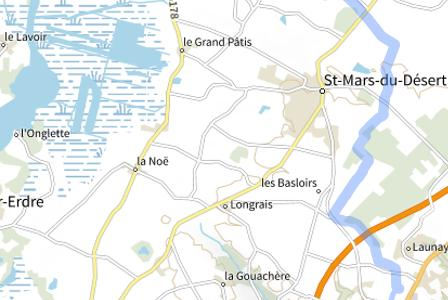 178
le Lavoir
le Grand Pâtis
St-Mars-du-Désert
l'Onglette
la Noë
les Basloirs
r-Erdre
Longrais
Launay
la Gouachère